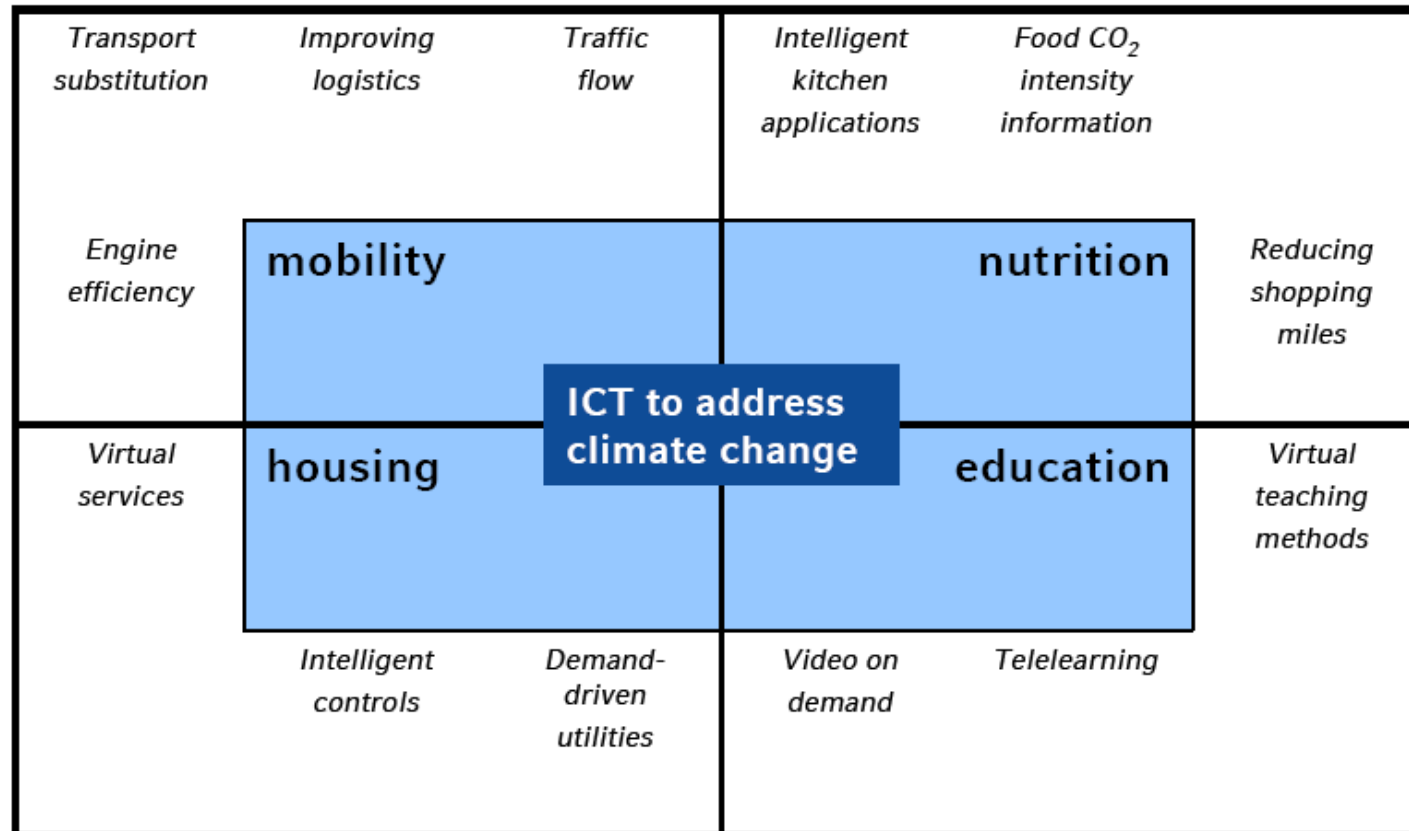 Transport
substitution
Improving
logistics
Traffic
flow
Intelligent
kitchen
applications
Food CO₂
intensity
information
Engine
efficiency
mobility
nutrition
Reducing
shopping
miles
ICT to address
climate change
Virtual
services
housing
education
Virtual
teaching
methods
Intelligent
controls
Demand-
driven
utilities
Video on
demand
Telelearning